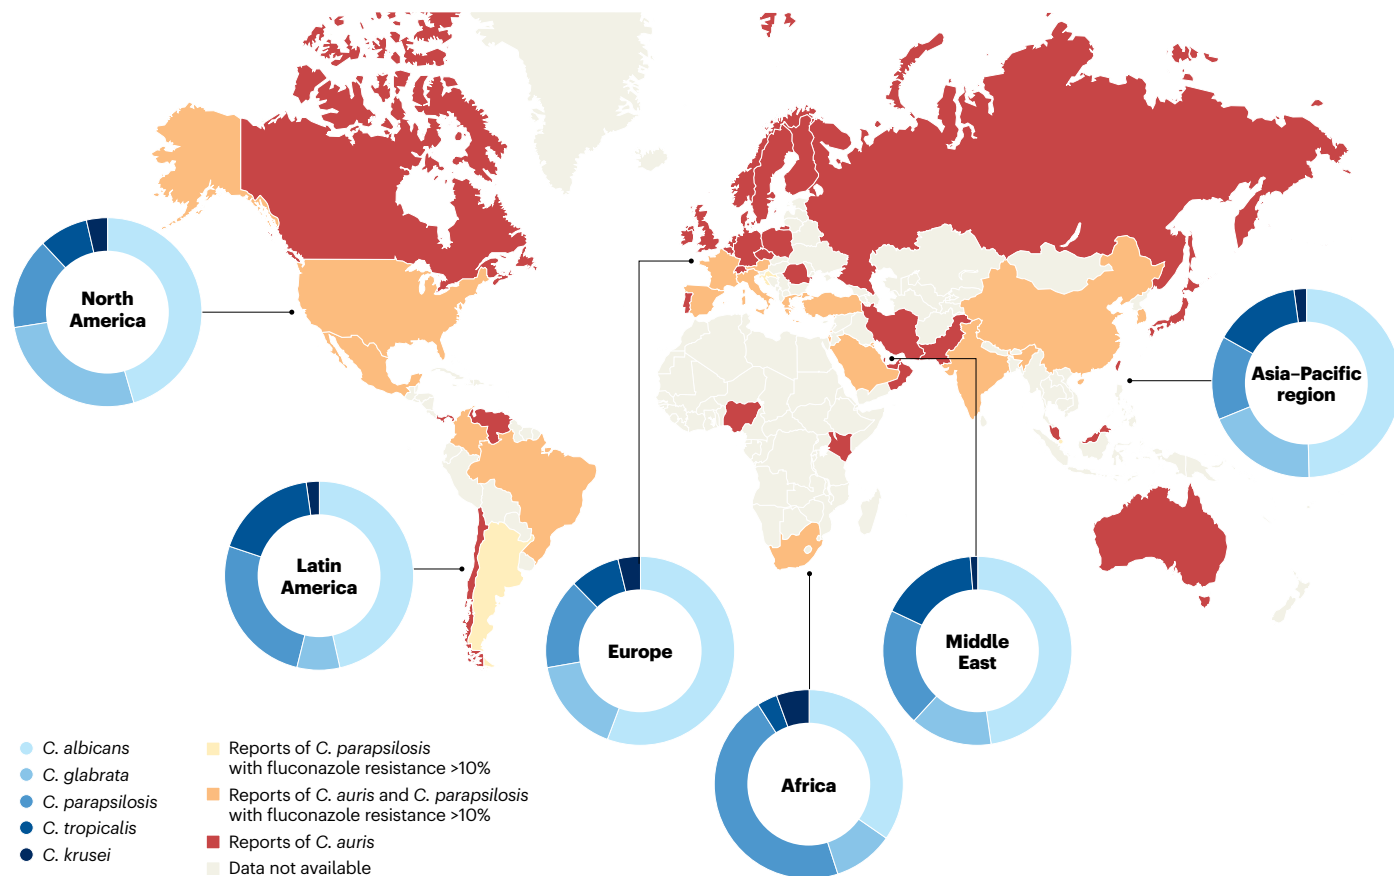 North
America
Asia–Pacific
region
Latin
America
Europe
Middle
East
Africa
C. albicans
C. glabrata
C. parapsilosis
C. tropicalis
C. krusei
Reports of C. parapsilosis
with fluconazole resistance >10%
Reports of C. auris and C. parapsilosis
with fluconazole resistance >10%
Reports of C. auris
Data not available